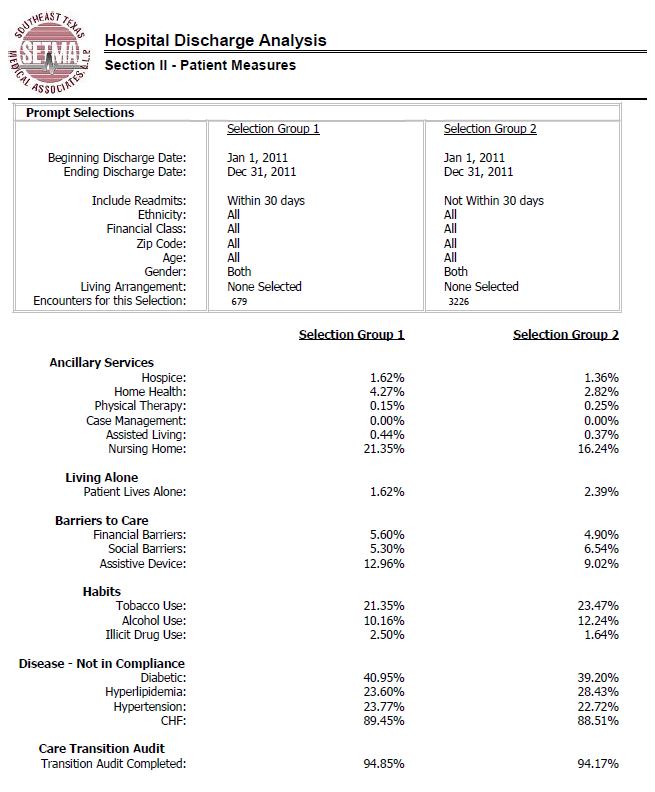 SOUTHEAST TEXAS
SETMA
MEDICAL ASSOCIATES, L.L.P.
Hospital Discharge Analysis
Section II - Patient Measures
Prompt Selections
Selection Group 1 Selection Group 2
Beginning Discharge Date: Jan 1, 2011 Jan 1, 2011
Ending Discharge Date: Dec 31, 2011 Dec 31, 2011
Include Readmits: Within 30 days Not Within 30 days
Ethnicity: All All
Financial Class: All All
Zip Code: All All
Age: All All
Gender: Both Both
Living Arrangement: None Selected None Selected
Encounters for this Selection: 679 3226
Selection Group 1 Selection Group 2
Ancillary Services
Hospice: 1.62% 1.36%
Home Health: 4.27% 2.82%
Physical Therapy: 0.15% 0.25%
Case Management: 0.00% 0.00%
Assisted Living: 0.44% 0.37%
Nursing Home: 21.35% 16.24%
Living Alone
Patient Lives Alone: 1.62% 2.39%
Barriers to Care
Financial Barriers: 5.60% 4.90%
Social Barriers: 5.30% 6.54%
Assistive Device: 12.96% 9.02%
Habits
Tobacco Use: 21.35% 23.47%
Alcohol Use: 10.16% 12.24%
Illicit Drug Use: 2.50% 1.64%
Disease - Not in Compliance
Diabetic: 40.95% 39.20%
Hyperlipidemia: 23.60% 28.43%
Hypertension: 23.77% 22.72%
CHF: 89.45% 88.51%
Care Transition Audit
Transition Audit Completed: 94.85% 94.17%